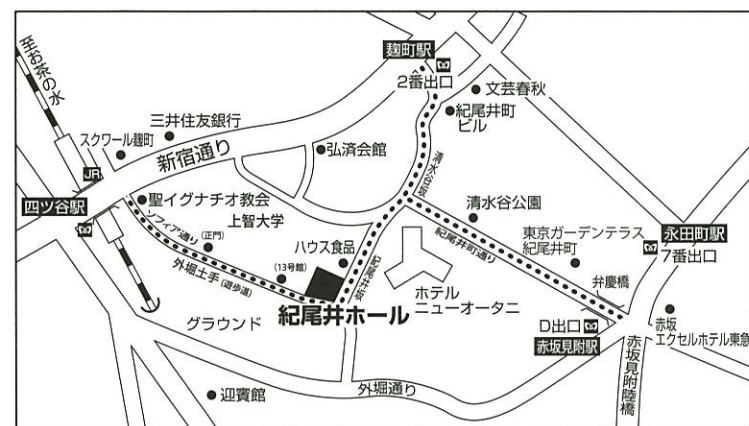 至お茶の水
麹町駅
2番出口
文芸春秋
紀尾井町
ビル
三井住友銀行
スクワール麹町
新宿通り
弘済会館
清水谷坂
JR
四ツ谷駅
聖イグナチオ教会
上智大学
ソフィア通り
(正門)
清水谷公園
東京ガーデンテラス
紀尾井町
永田町駅
7番出口
紀尾井町通り
ハウス食品
(13号館)
紀尾井坂
外堀土手(遊歩道)
弁慶橋
ホテル
ニューオータニ
グラウンド
紀尾井ホール
D出口
赤坂見附駅
赤坂
エクセルホテル東急
赤坂見附陸橋
外堀通り
迎賓館